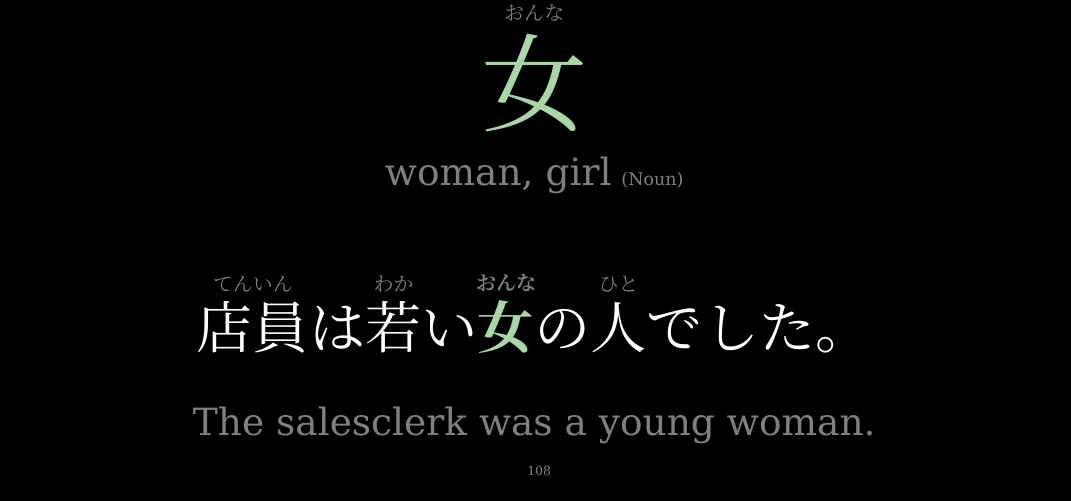 おんな
女
woman, girl (Noun)
てんいん わか おんな ひと
店員は若い女の人でした。
The salesclerk was a young woman.
108